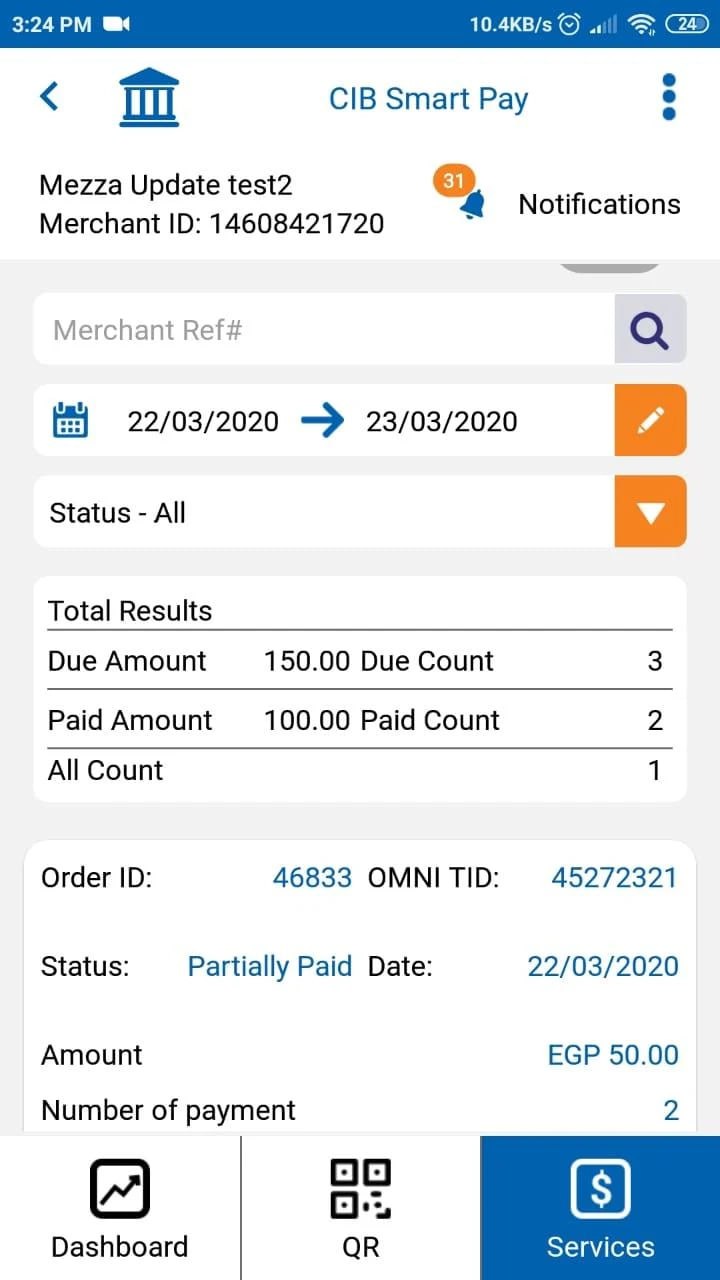 3:24 PM 10.4KB/s 24
CIB Smart Pay
Mezza Update test2
Merchant ID: 14608421720
31
Notifications
Merchant Ref#
22/03/2020 23/03/2020
Status - All
Total Results
Due Amount 150.00 Due Count 3
Paid Amount 100.00 Paid Count 2
All Count 1
Order ID: 46833 OMNI TID: 45272321
Status: Partially Paid Date: 22/03/2020
Amount EGP 50.00
Number of payment 2
Dashboard QR Services